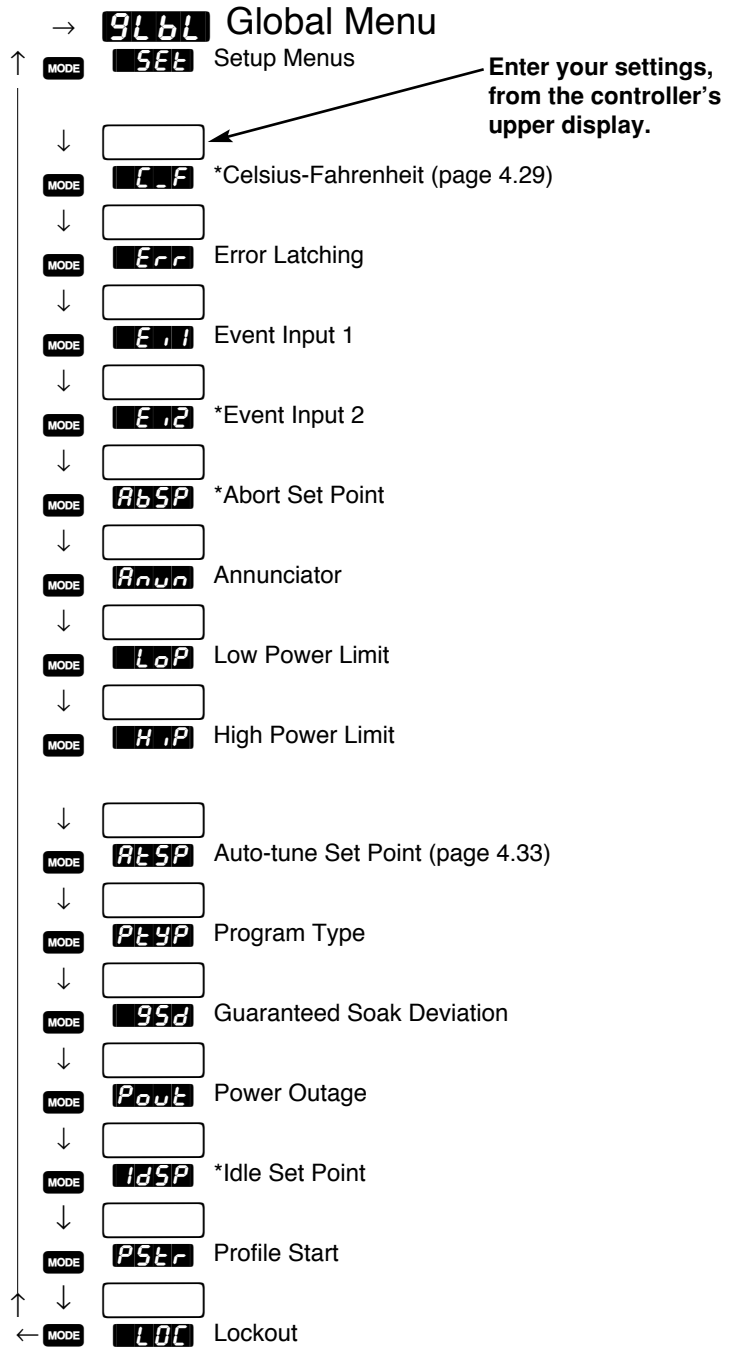 → gLbL Global Menu
↑ MODE SEt Setup Menus
Enter your settings,
from the controller's
upper display.
↓
MODE C_F *Celsius-Fahrenheit (page 4.29)
↓
MODE Err Error Latching
↓
MODE Ei1 Event Input 1
↓
MODE Ei2 *Event Input 2
↓
MODE AbSP *Abort Set Point
↓
MODE Anun Annunciator
↓
MODE LoP Low Power Limit
↓
MODE HiP High Power Limit
↓
MODE AtSP Auto-tune Set Point (page 4.33)
↓
MODE PtyP Program Type
↓
MODE gSd Guaranteed Soak Deviation
↓
MODE Pout Power Outage
↓
MODE IdSP *Idle Set Point
↓
MODE PStr Profile Start
↑ ↓
← MODE LOC Lockout